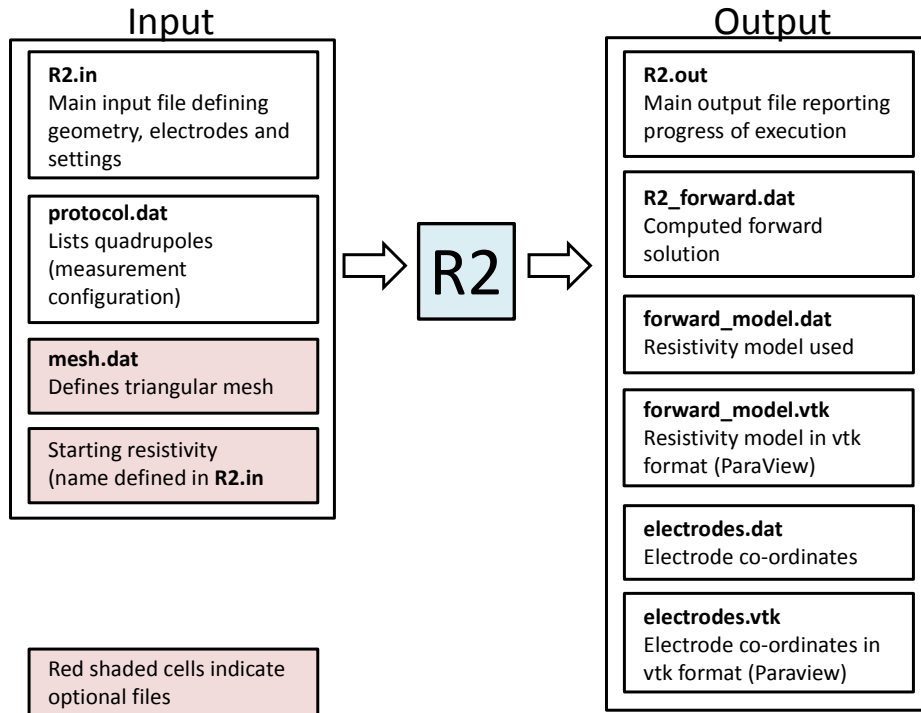 Input
R2.in
Main input file defining
geometry, electrodes and
settings
protocol.dat
Lists quadrupoles
(measurement
configuration)
mesh.dat
Defines triangular mesh
Starting resistivity
(name defined in R2.in
Red shaded cells indicate
optional files
R2
Output
R2.out
Main output file reporting
progress of execution
R2_forward.dat
Computed forward
solution
forward_model.dat
Resistivity model used
forward_model.vtk
Resistivity model in vtk
format (ParaView)
electrodes.dat
Electrode co-ordinates
electrodes.vtk
Electrode co-ordinates in
vtk format (Paraview)